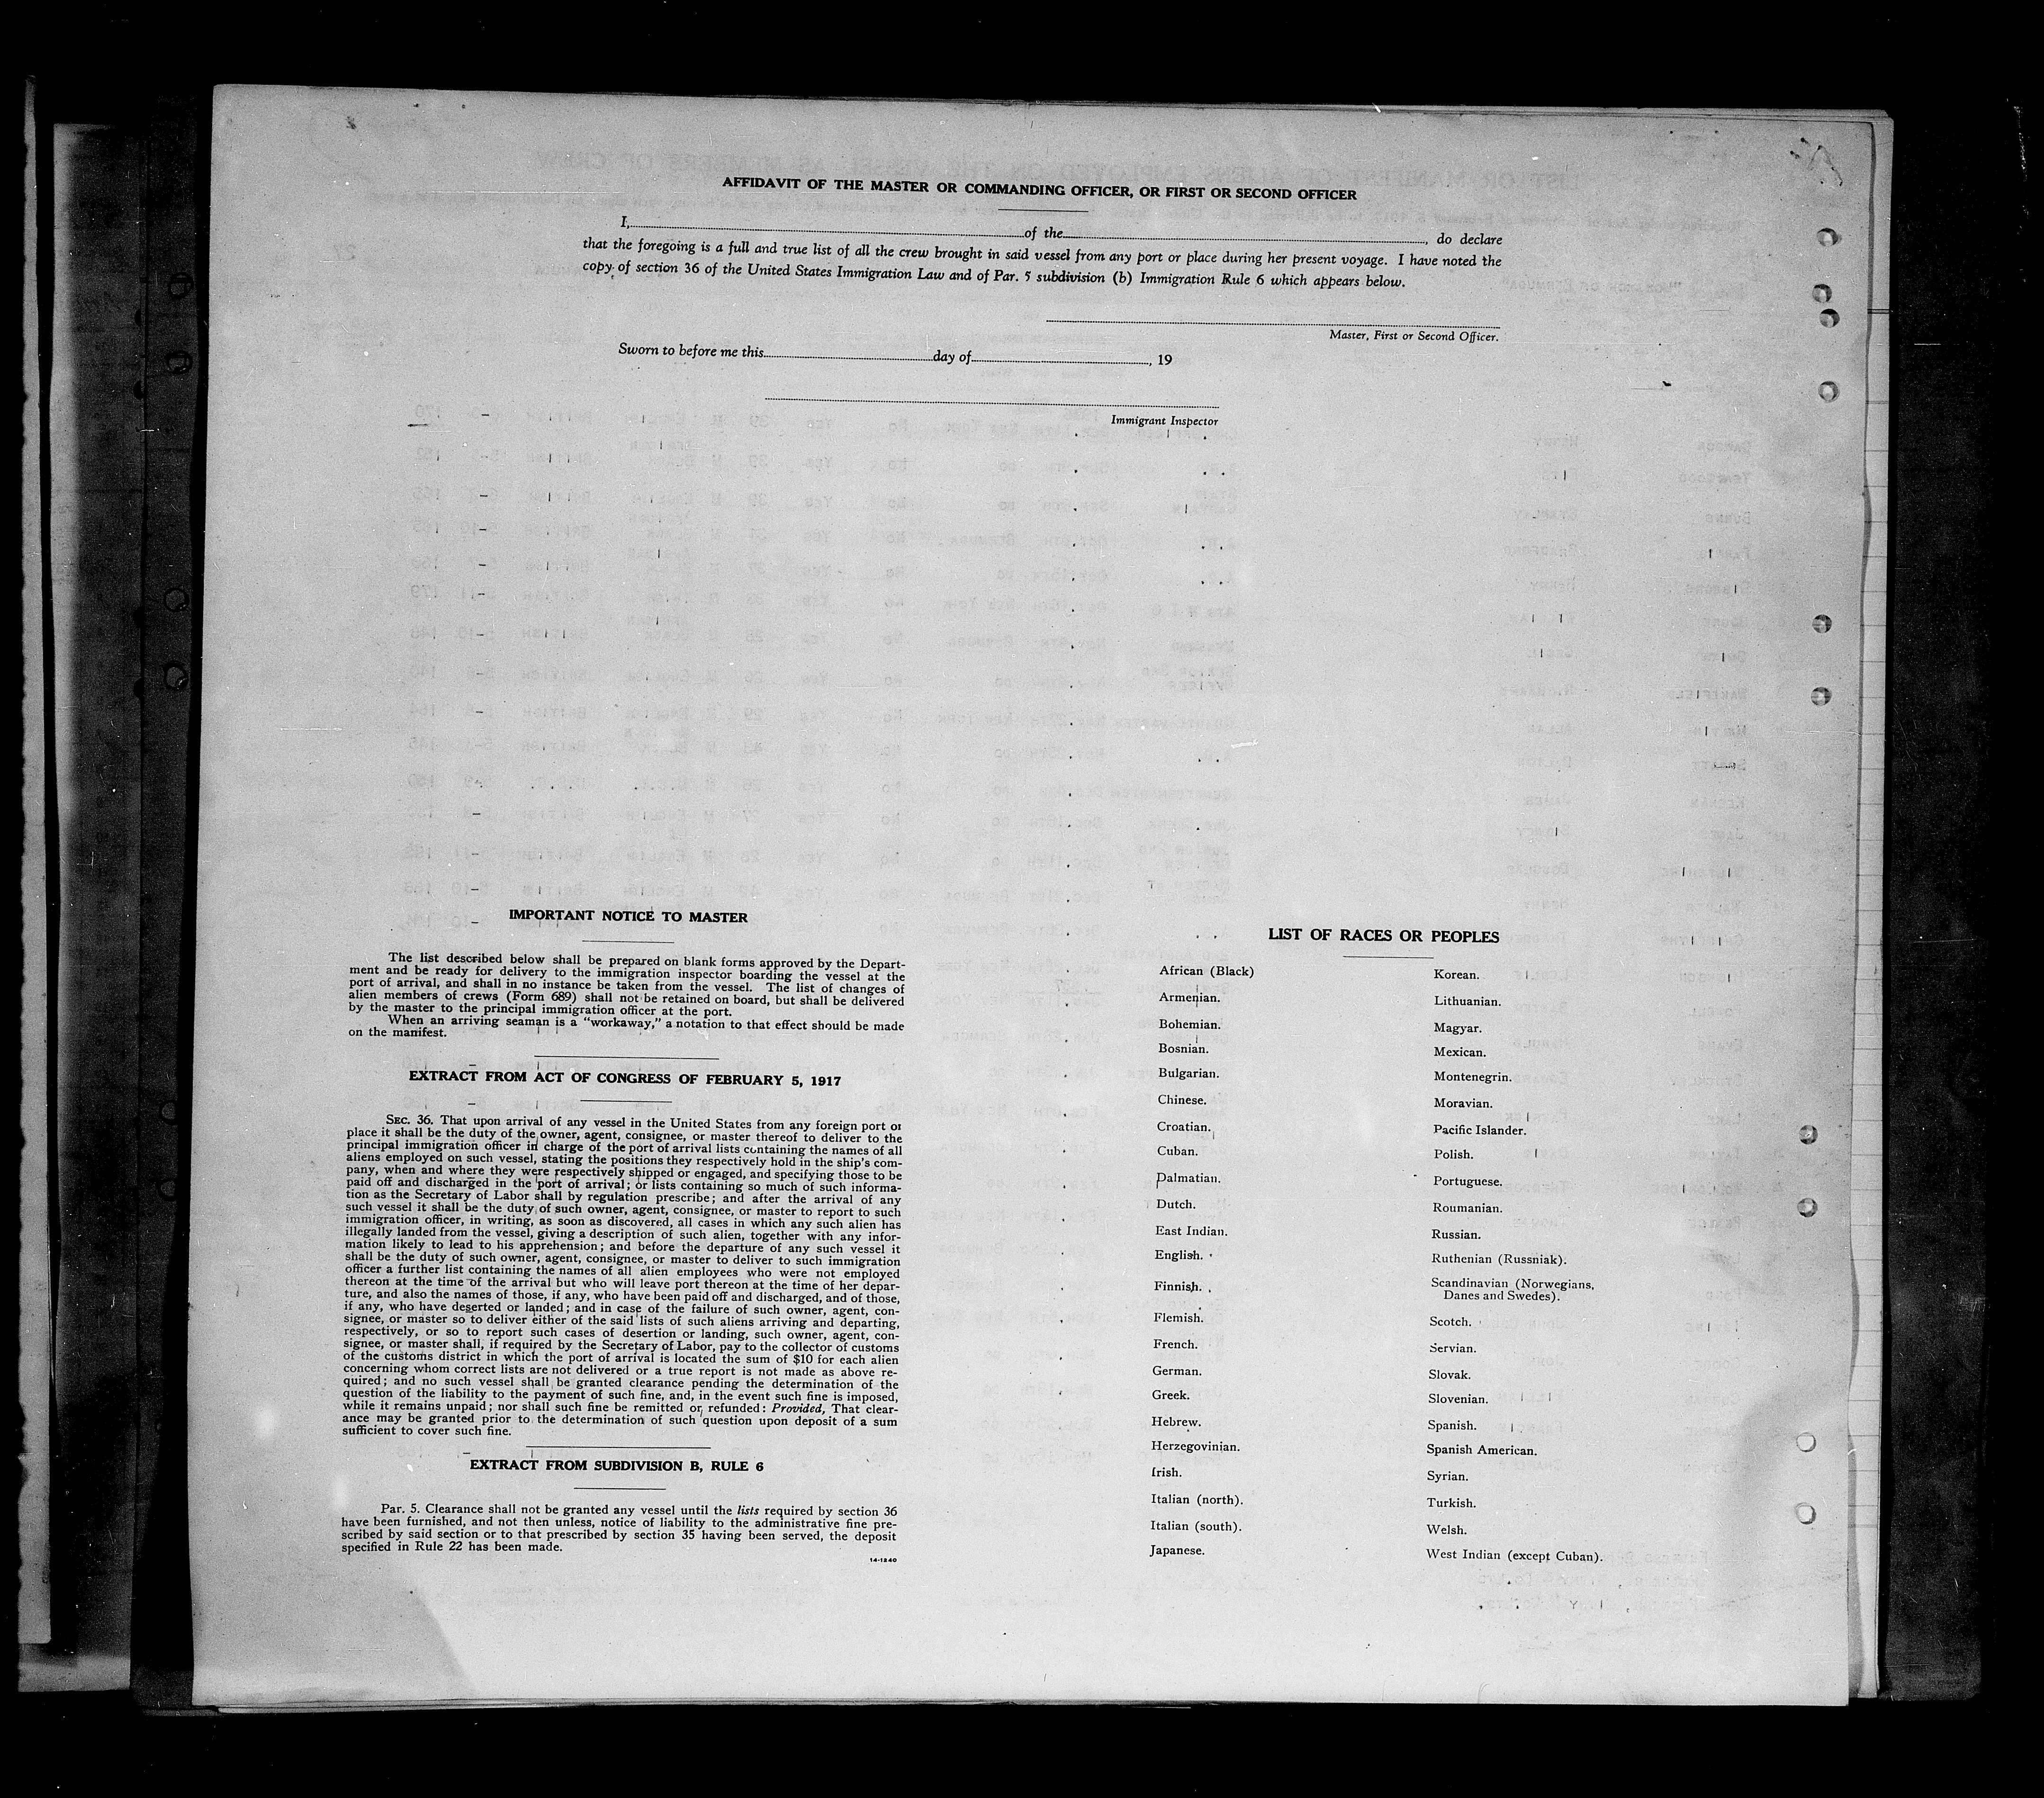 AFFIDAVIT OF THE MASTER OR COMMANDING OFFICER, OR FIRST OR SECOND OFFICER
I, of the , do declare
that the foregoing is a full and true list of all the crew brought in said vessel from any port or place during her present voyage. I have noted the
copy of section 36 of the United States Immigration Law and of Par. 5 subdivision (b) Immigration Rule 6 which appears below.
Master, First or Second Officer.
Sworn to before me this day of , 19
Immigrant Inspector
IMPORTANT NOTICE TO MASTER
The list described below shall be prepared on blank forms approved by the Depart-
ment and be ready for delivery to the immigration inspector boarding the vessel at the
port of arrival, and shall in no instance be taken from the vessel. The list of changes of
alien members of crews (Form 689) shall not be retained on board, but shall be delivered
by the master to the principal immigration officer at the port.
When an arriving seaman is a "workaway," a notation to that effect should be made
on the manifest.
EXTRACT FROM ACT OF CONGRESS OF FEBRUARY 5, 1917
SEC. 36. That upon arrival of any vessel in the United States from any foreign port or
place it shall be the duty of the owner, agent, consignee, or master thereof to deliver to the
principal immigration officer in charge of the port of arrival lists containing the names of all
aliens employed on such vessel, stating the positions they respectively hold in the ship's com-
pany, when and where they were respectively shipped or engaged, and specifying those to be
paid off and discharged in the port of arrival; or lists containing so much of such informa-
tion as the Secretary of Labor shall by regulation prescribe; and after the arrival of any
such vessel it shall be the duty of such owner, agent, consignee, or master to report to such
immigration officer, in writing, as soon as discovered, all cases in which any such alien has
illegally landed from the vessel, giving a description of such alien, together with any infor-
mation likely to lead to his apprehension; and before the departure of any such vessel it
shall be the duty of such owner, agent, consignee, or master to deliver to such immigration
officer a further list containing the names of all alien employees who were not employed
thereon at the time of the arrival but who will leave port thereon at the time of her depar-
ture, and also the names of those, if any, who have been paid off and discharged, and of those,
if any, who have deserted or landed; and in case of the failure of such owner, agent, con-
signee, or master so to deliver either of the said lists of such aliens arriving and departing,
respectively, or so to report such cases of desertion or landing, such owner, agent, con-
signee, or master shall, if required by the Secretary of Labor, pay to the collector of customs
of the customs district in which the port of arrival is located the sum of $10 for each alien
concerning whom correct lists are not delivered or a true report is not made as above re-
quired; and no such vessel shall be granted clearance pending the determination of the
question of the liability to the payment of such fine, and, in the event such fine is imposed,
while it remains unpaid; nor shall such fine be remitted or refunded: Provided, That clear-
ance may be granted prior to the determination of such question upon deposit of a sum
sufficient to cover such fine.
EXTRACT FROM SUBDIVISION B, RULE 6
Par. 5. Clearance shall not be granted any vessel until the lists required by section 36
have been furnished, and not then unless, notice of liability to the administrative fine pre-
scribed by said section or to that prescribed by section 35 having been served, the deposit
specified in Rule 22 has been made.
14-1240
LIST OF RACES OR PEOPLES
African (Black)
Armenian.
Bohemian.
Bosnian.
Bulgarian.
Chinese.
Croatian.
Cuban.
Dalmatian.
Dutch.
East Indian.
English.
Finnish.
Flemish.
French.
German.
Greek.
Hebrew.
Herzegovinian.
Irish.
Italian (north).
Italian (south).
Japanese.
Korean.
Lithuanian.
Magyar.
Mexican.
Montenegrin.
Moravian.
Pacific Islander.
Polish.
Portuguese.
Roumanian.
Russian.
Ruthenian (Russniak).
Scandinavian (Norwegians,
Danes and Swedes).
Scotch.
Servian.
Slovak.
Slovenian.
Spanish.
Spanish American.
Syrian.
Turkish.
Welsh.
West Indian (except Cuban).